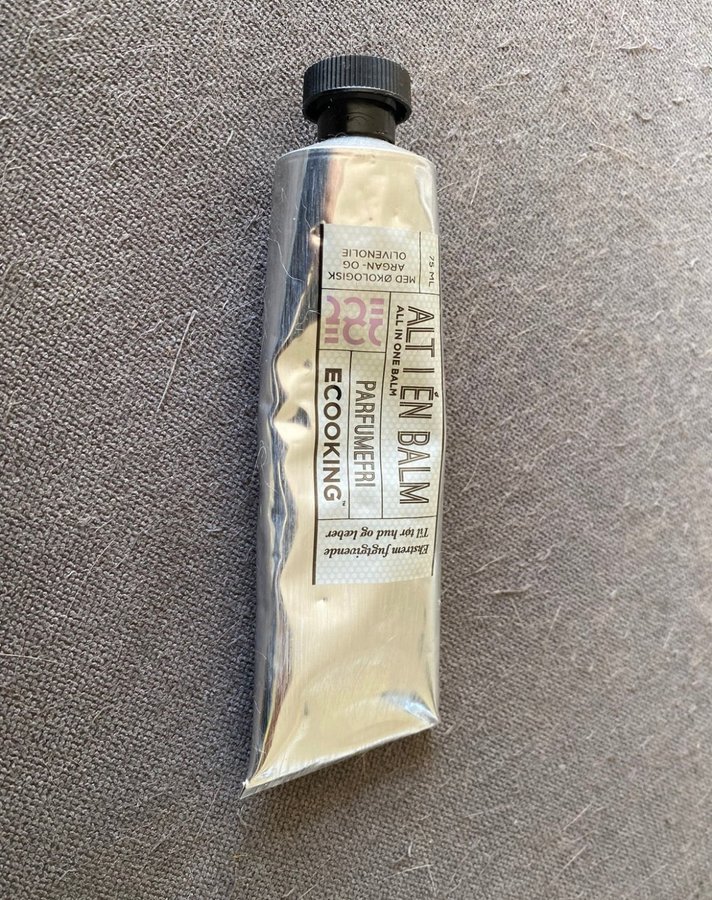 75 ML
MED ØKOLOGISK
ARGAN- OG
OLIVENOLIE
ALT I ÉN BALM
ALL IN ONE BALM
PARFUMEFRI
ECOOKING™
Ekstrem fugtgivende
Til tør hud og læber